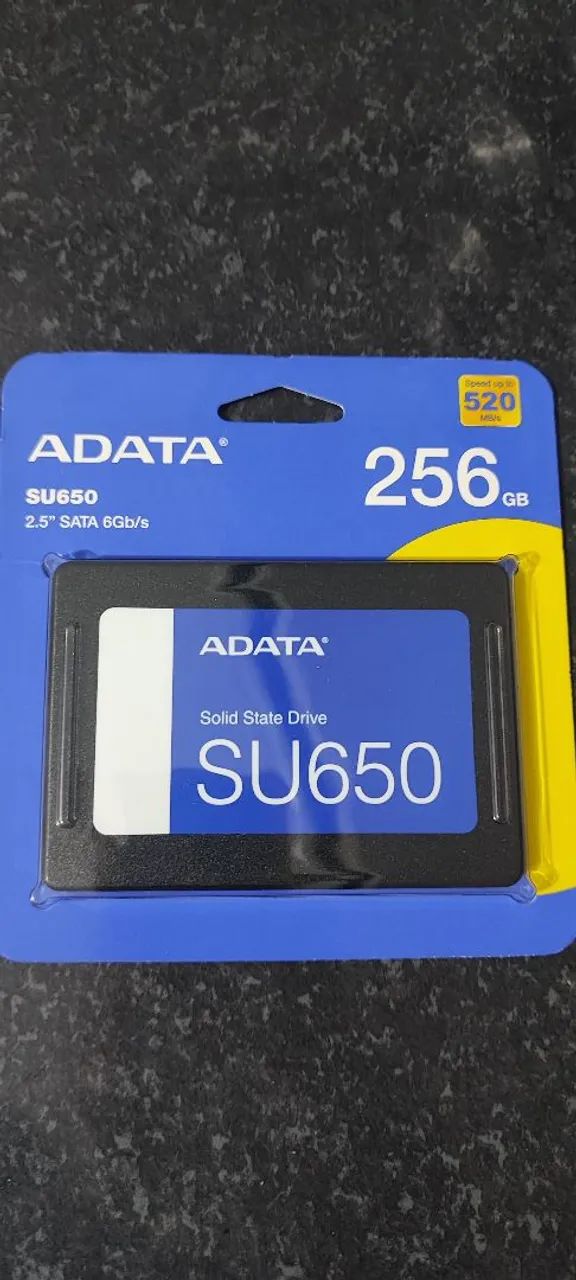 Speed up to
520
MB/s
ADATA®
256GB
SU650
2.5” SATA 6Gb/s
ADATA®
Solid State Drive
SU650